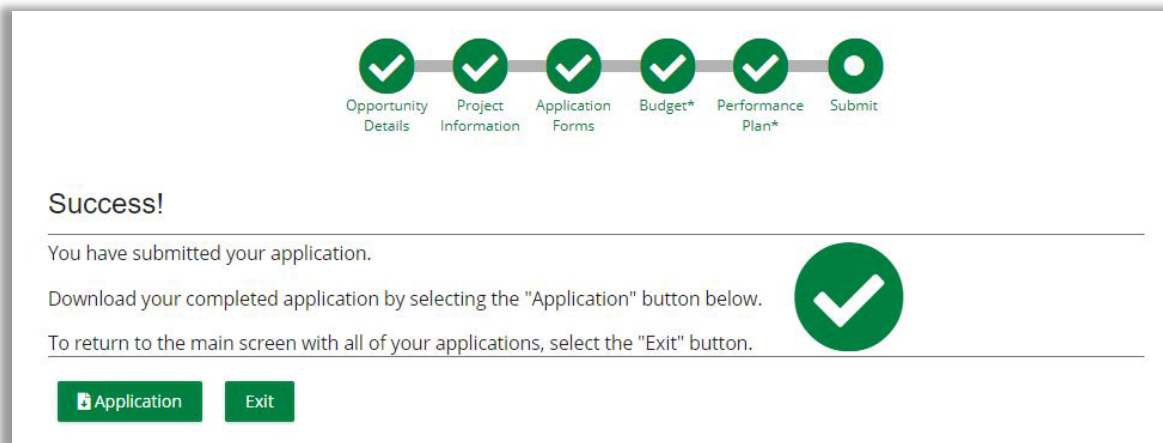 Opportunity Details
Project Information
Application Forms
Budget*
Performance Plan*
Submit
Success!
You have submitted your application.
Download your completed application by selecting the "Application" button below.
To return to the main screen with all of your applications, select the "Exit" button.
Application
Exit